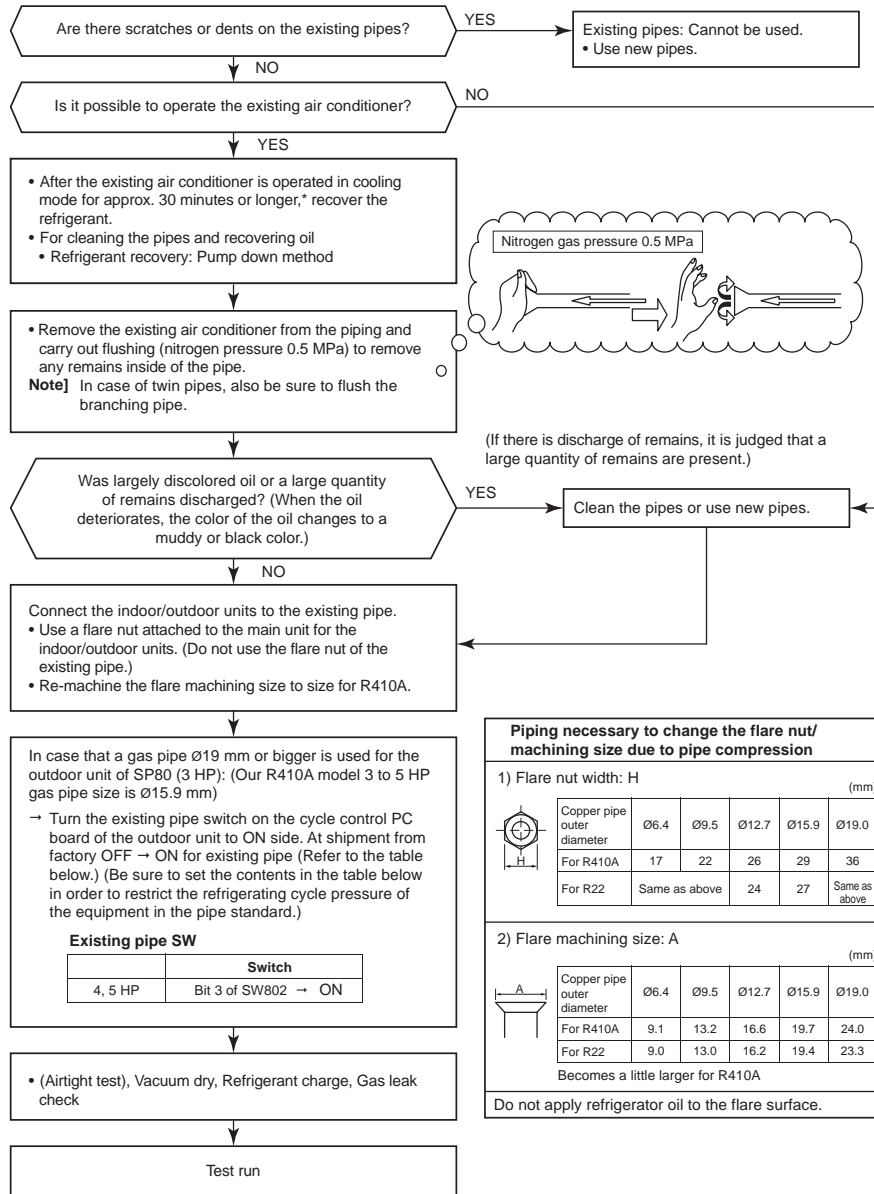 Are there scratches or dents on the existing pipes?
YES
Existing pipes: Cannot be used.
• Use new pipes.
NO
Is it possible to operate the existing air conditioner?
NO
YES
• After the existing air conditioner is operated in cooling
mode for approx. 30 minutes or longer,* recover the
refrigerant.
• For cleaning the pipes and recovering oil
• Refrigerant recovery: Pump down method
Nitrogen gas pressure 0.5 MPa
• Remove the existing air conditioner from the piping and
carry out flushing (nitrogen pressure 0.5 MPa) to remove
any remains inside of the pipe.
Note] In case of twin pipes, also be sure to flush the
branching pipe.
(If there is discharge of remains, it is judged that a
large quantity of remains are present.)
Was largely discolored oil or a large quantity
of remains discharged? (When the oil
deteriorates, the color of the oil changes to a
muddy or black color.)
YES
Clean the pipes or use new pipes.
NO
Connect the indoor/outdoor units to the existing pipe.
• Use a flare nut attached to the main unit for the
indoor/outdoor units. (Do not use the flare nut of the
existing pipe.)
• Re-machine the flare machining size to size for R410A.
In case that a gas pipe Ø19 mm or bigger is used for the
outdoor unit of SP80 (3 HP): (Our R410A model 3 to 5 HP
gas pipe size is Ø15.9 mm)
→ Turn the existing pipe switch on the cycle control PC
board of the outdoor unit to ON side. At shipment from
factory OFF → ON for existing pipe (Refer to the table
below.) (Be sure to set the contents in the table below
in order to restrict the refrigerating cycle pressure of
the equipment in the pipe standard.)
Existing pipe SW
Switch
4, 5 HP Bit 3 of SW802 → ON
• (Airtight test), Vacuum dry, Refrigerant charge, Gas leak
check
Test run
Piping necessary to change the flare nut/
machining size due to pipe compression
1) Flare nut width: H
(mm)
H
Copper pipe
outer
diameter
Ø6.4 Ø9.5 Ø12.7 Ø15.9 Ø19.0
For R410A 17 22 26 29 36
For R22 Same as above 24 27 Same as
above
2) Flare machining size: A
(mm)
A
Copper pipe
outer
diameter
Ø6.4 Ø9.5 Ø12.7 Ø15.9 Ø19.0
For R410A 9.1 13.2 16.6 19.7 24.0
For R22 9.0 13.0 16.2 19.4 23.3
Becomes a little larger for R410A
Do not apply refrigerator oil to the flare surface.